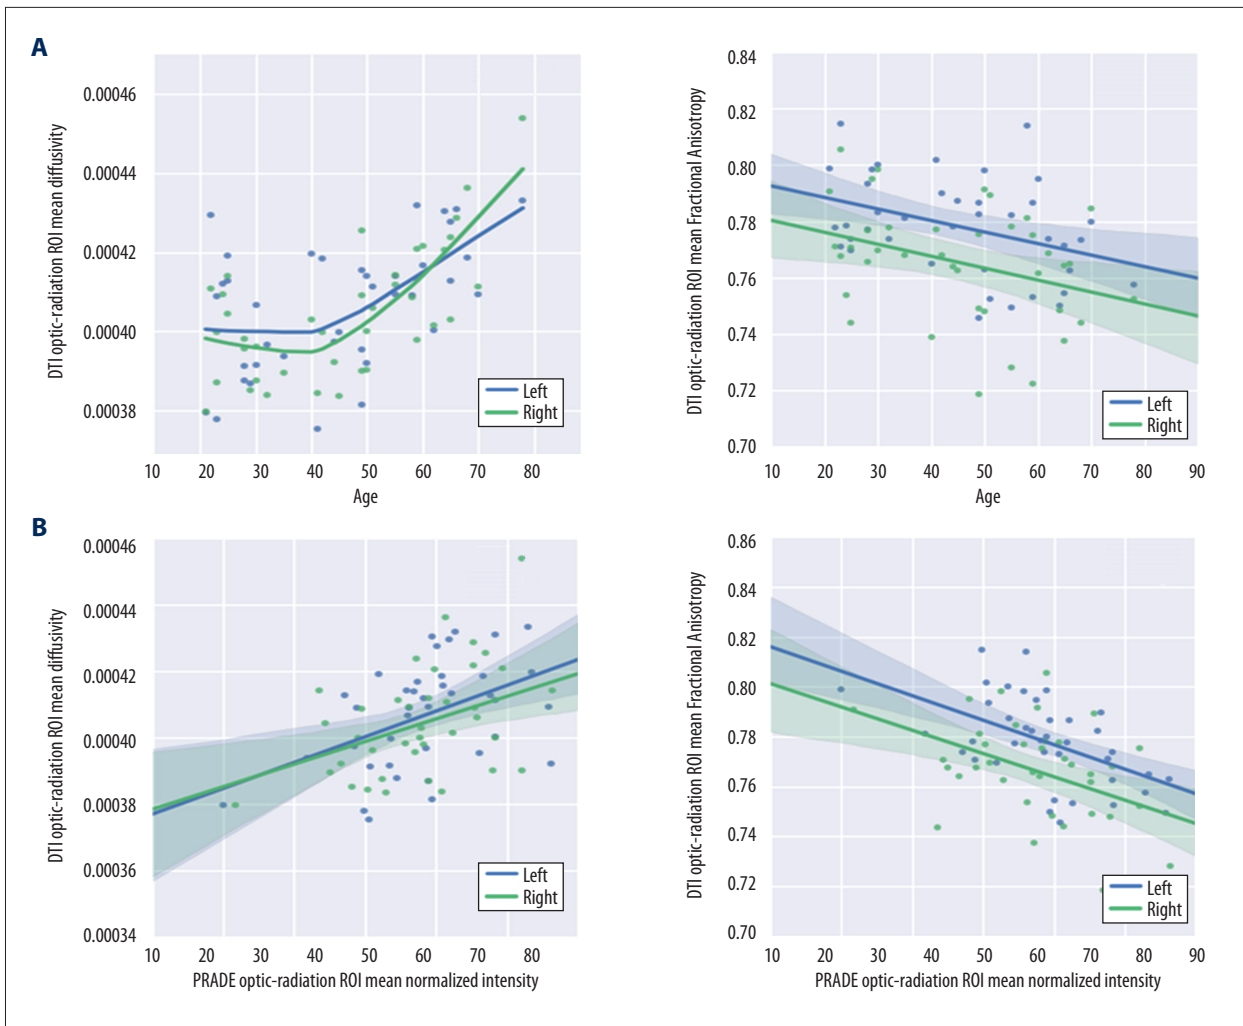 A
DTI optic-radiation ROI mean diffusivity
0.00046
0.00044
0.00042
0.00040
0.00038
10 20 30 40 50 60 70 80
Age
Left
Right
DTI optic-radiation ROI mean Fractional Anisotropy
0.84
0.82
0.80
0.78
0.76
0.74
0.72
0.70
10 20 30 40 50 60 70 80 90
Age
Left
Right
B
DTI optic-radiation ROI mean diffusivity
0.00046
0.00044
0.00042
0.00040
0.00038
0.00036
0.00034
10 20 30 40 50 60 70 80
PRADE optic-radiation ROI mean normalized intensity
Left
Right
DTI optic-radiation ROI mean Fractional Anisotropy
0.86
0.84
0.82
0.80
0.78
0.76
0.74
0.72
0.70
10 20 30 40 50 60 70 80 90
PRADE optic-radiation ROI mean normalized intensity
Left
Right